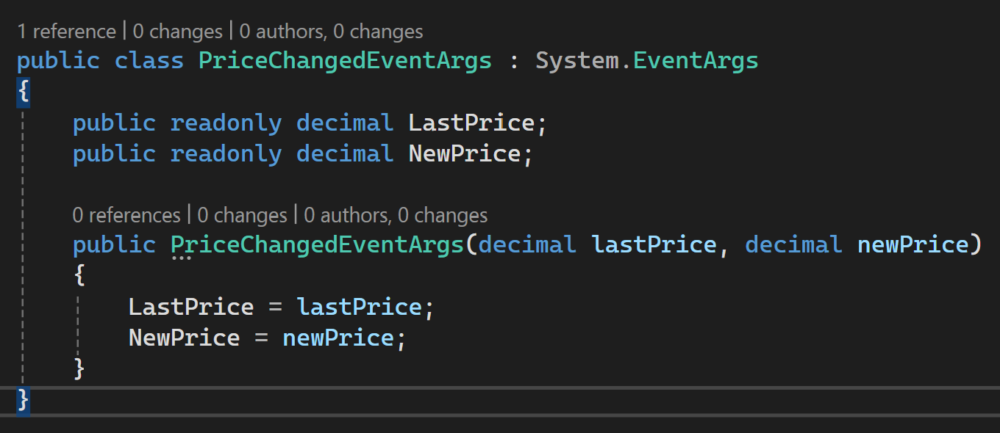 1 reference | 0 changes | 0 authors, 0 changes
public class PriceChangedEventArgs : System.EventArgs
{
    public readonly decimal LastPrice;
    public readonly decimal NewPrice;
    0 references | 0 changes | 0 authors, 0 changes
    public PriceChangedEventArgs(decimal lastPrice, decimal newPrice)
    {
        LastPrice = lastPrice;
        NewPrice = newPrice;
    }
}